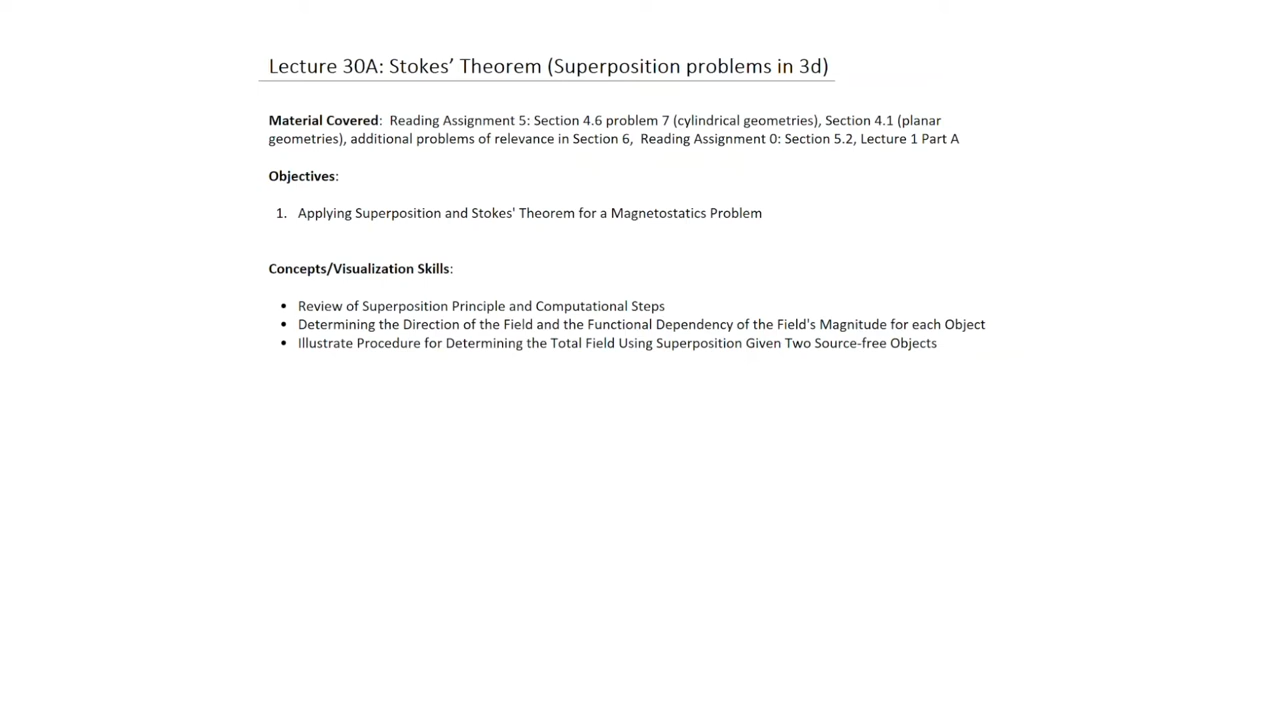 Lecture 30A: Stokes’ Theorem (Superposition problems in 3d)
Material Covered: Reading Assignment 5: Section 4.6 problem 7 (cylindrical geometries), Section 4.1 (planar
geometries), additional problems of relevance in Section 6, Reading Assignment 0: Section 5.2, Lecture 1 Part A
Objectives:
1. Applying Superposition and Stokes' Theorem for a Magnetostatics Problem
Concepts/Visualization Skills:
• Review of Superposition Principle and Computational Steps
• Determining the Direction of the Field and the Functional Dependency of the Field's Magnitude for each Object
• Illustrate Procedure for Determining the Total Field Using Superposition Given Two Source-free Objects